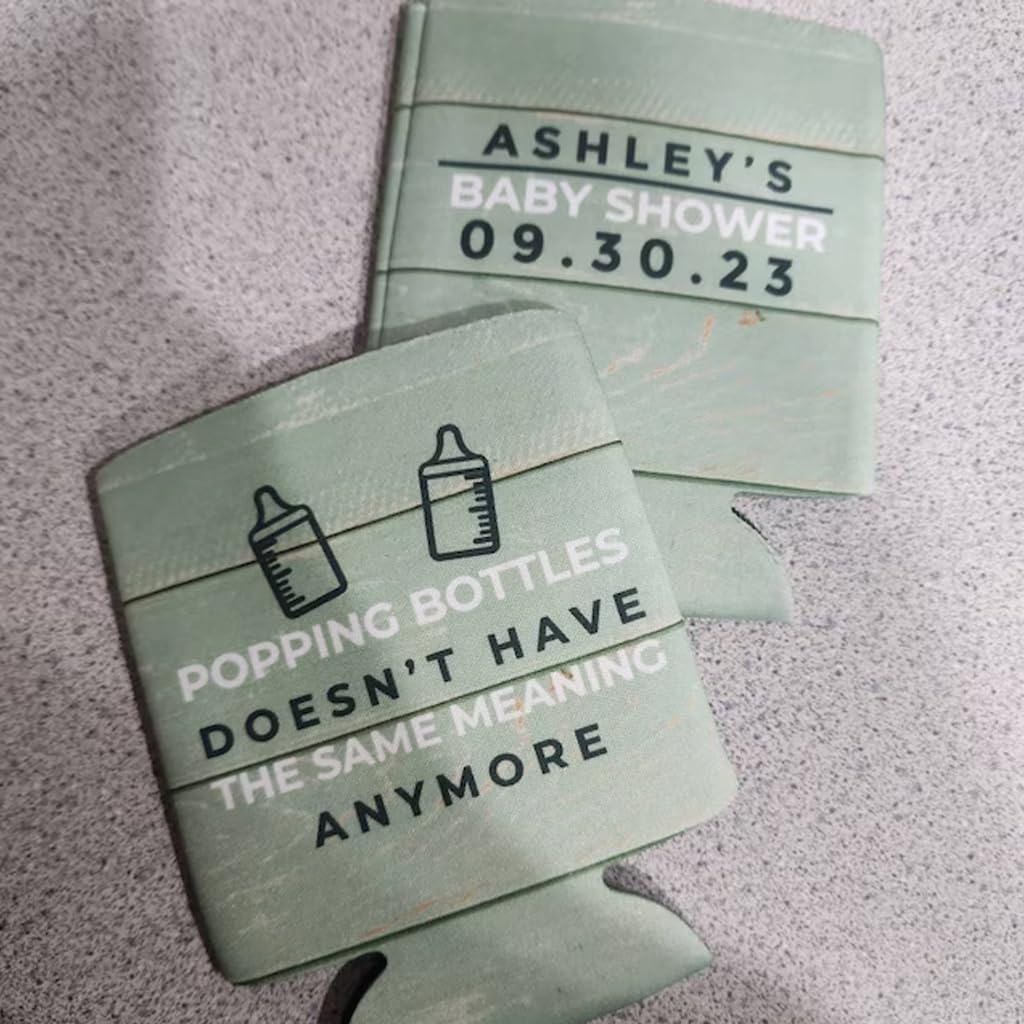 ASHLEY'S
BABY SHOWER
09.30.23
POPPING BOTTLES
DOESN'T HAVE
THE SAME MEANING
ANYMORE